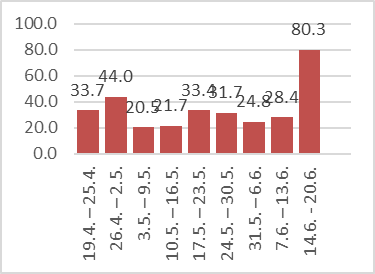 100.0
80.0
60.0
40.0
20.0
0.0
33.7
44.0
20.5
21.7
33.4
31.7
24.8
28.4
80.3
19.4. – 25.4.
26.4. – 2.5.
3.5. – 9.5.
10.5. – 16.5.
17.5. – 23.5.
24.5. – 30.5.
31.5. – 6.6.
7.6. – 13.6.
14.6. - 20.6.